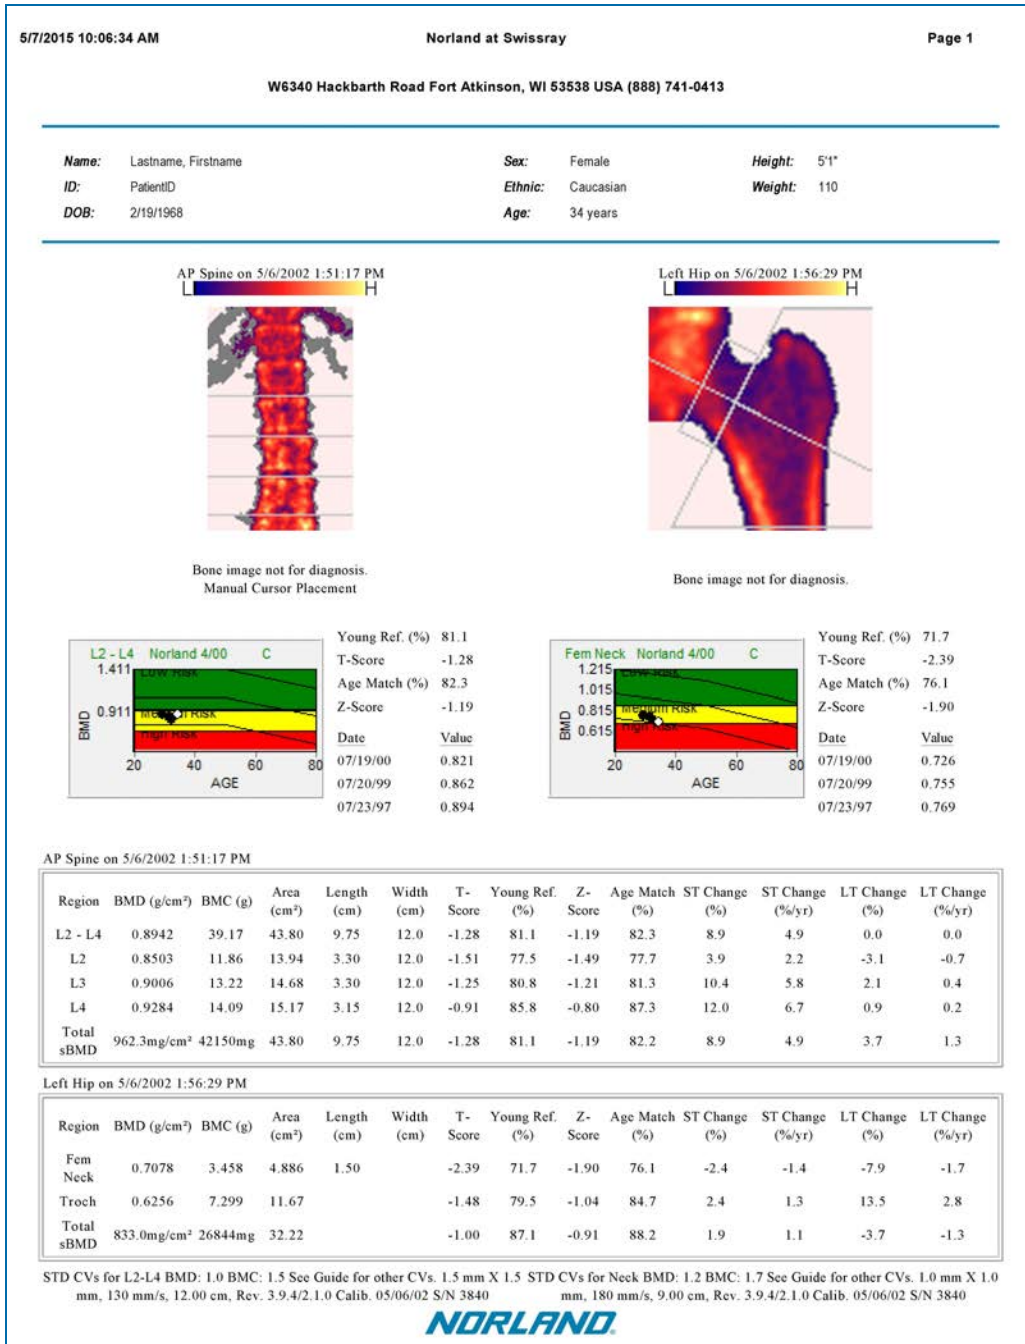 5/7/2015 10:06:34 AM Norland at Swissray Page 1
W6340 Hackbarth Road Fort Atkinson, WI 53538 USA (888) 741-0413
Name: Lastname, Firstname Sex: Female Height: 5'1"
ID: PatientID Ethnic: Caucasian Weight: 110
DOB: 2/19/1968 Age: 34 years
AP Spine on 5/6/2002 1:51:17 PM
L H
Left Hip on 5/6/2002 1:56:29 PM
L H
Bone image not for diagnosis.
Manual Cursor Placement
Bone image not for diagnosis.
L2 - L4 Norland 4/00 C
1.411
0.911
BMD
Low Risk
Medium Risk
High Risk
20 40 60 80
AGE
Young Ref. (%) 81.1
T-Score -1.28
Age Match (%) 82.3
Z-Score -1.19
Date Value
07/19/00 0.821
07/20/99 0.862
07/23/97 0.894
Fem Neck Norland 4/00 C
1.215
1.015
0.815
0.615
BMD
Low Risk
Medium Risk
High Risk
20 40 60 80
AGE
Young Ref. (%) 71.7
T-Score -2.39
Age Match (%) 76.1
Z-Score -1.90
Date Value
07/19/00 0.726
07/20/99 0.755
07/23/97 0.769
AP Spine on 5/6/2002 1:51:17 PM
Region BMD (g/cm²) BMC (g) Area (cm²) Length (cm) Width (cm) T-Score Young Ref. (%) Z-Score Age Match (%) ST Change (%) ST Change (%/yr) LT Change (%) LT Change (%/yr)
L2 - L4 0.8942 39.17 43.80 9.75 12.0 -1.28 81.1 -1.19 82.3 8.9 4.9 0.0 0.0
L2 0.8503 11.86 13.94 3.30 12.0 -1.51 77.5 -1.49 77.7 3.9 2.2 -3.1 -0.7
L3 0.9006 13.22 14.68 3.30 12.0 -1.25 80.8 -1.21 81.3 10.4 5.8 2.1 0.4
L4 0.9284 14.09 15.17 3.15 12.0 -0.91 85.8 -0.80 87.3 12.0 6.7 0.9 0.2
Total sBMD 962.3mg/cm² 42150mg 43.80 9.75 12.0 -1.28 81.1 -1.19 82.2 8.9 4.9 3.7 1.3
Left Hip on 5/6/2002 1:56:29 PM
Region BMD (g/cm²) BMC (g) Area (cm²) Length (cm) Width (cm) T-Score Young Ref. (%) Z-Score Age Match (%) ST Change (%) ST Change (%/yr) LT Change (%) LT Change (%/yr)
Fem Neck 0.7078 3.458 4.886 1.50 -2.39 71.7 -1.90 76.1 -2.4 -1.4 -7.9 -1.7
Troch 0.6256 7.299 11.67 -1.48 79.5 -1.04 84.7 2.4 1.3 13.5 2.8
Total sBMD 833.0mg/cm² 26844mg 32.22 -1.00 87.1 -0.91 88.2 1.9 1.1 -3.7 -1.3
STD CVs for L2-L4 BMD: 1.0 BMC: 1.5 See Guide for other CVs. 1.5 mm X 1.5
mm, 130 mm/s, 12.00 cm, Rev. 3.9.4/2.1.0 Calib. 05/06/02 S/N 3840
STD CVs for Neck BMD: 1.2 BMC: 1.7 See Guide for other CVs. 1.0 mm X 1.0
mm, 180 mm/s, 9.00 cm, Rev. 3.9.4/2.1.0 Calib. 05/06/02 S/N 3840
NORLAND